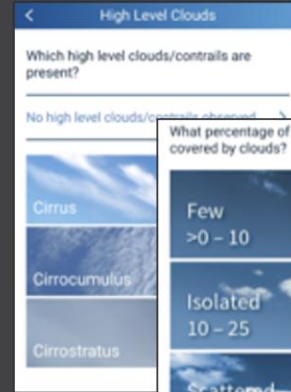 High Level Clouds
Which high level clouds/contrails are
present?
No high level clouds/contrails observed
Cirrus
Cirrocumulus
Cirrostratus
What percentage of
covered by clouds?
Few
>0 – 10
Isolated
10 – 25
Scattered